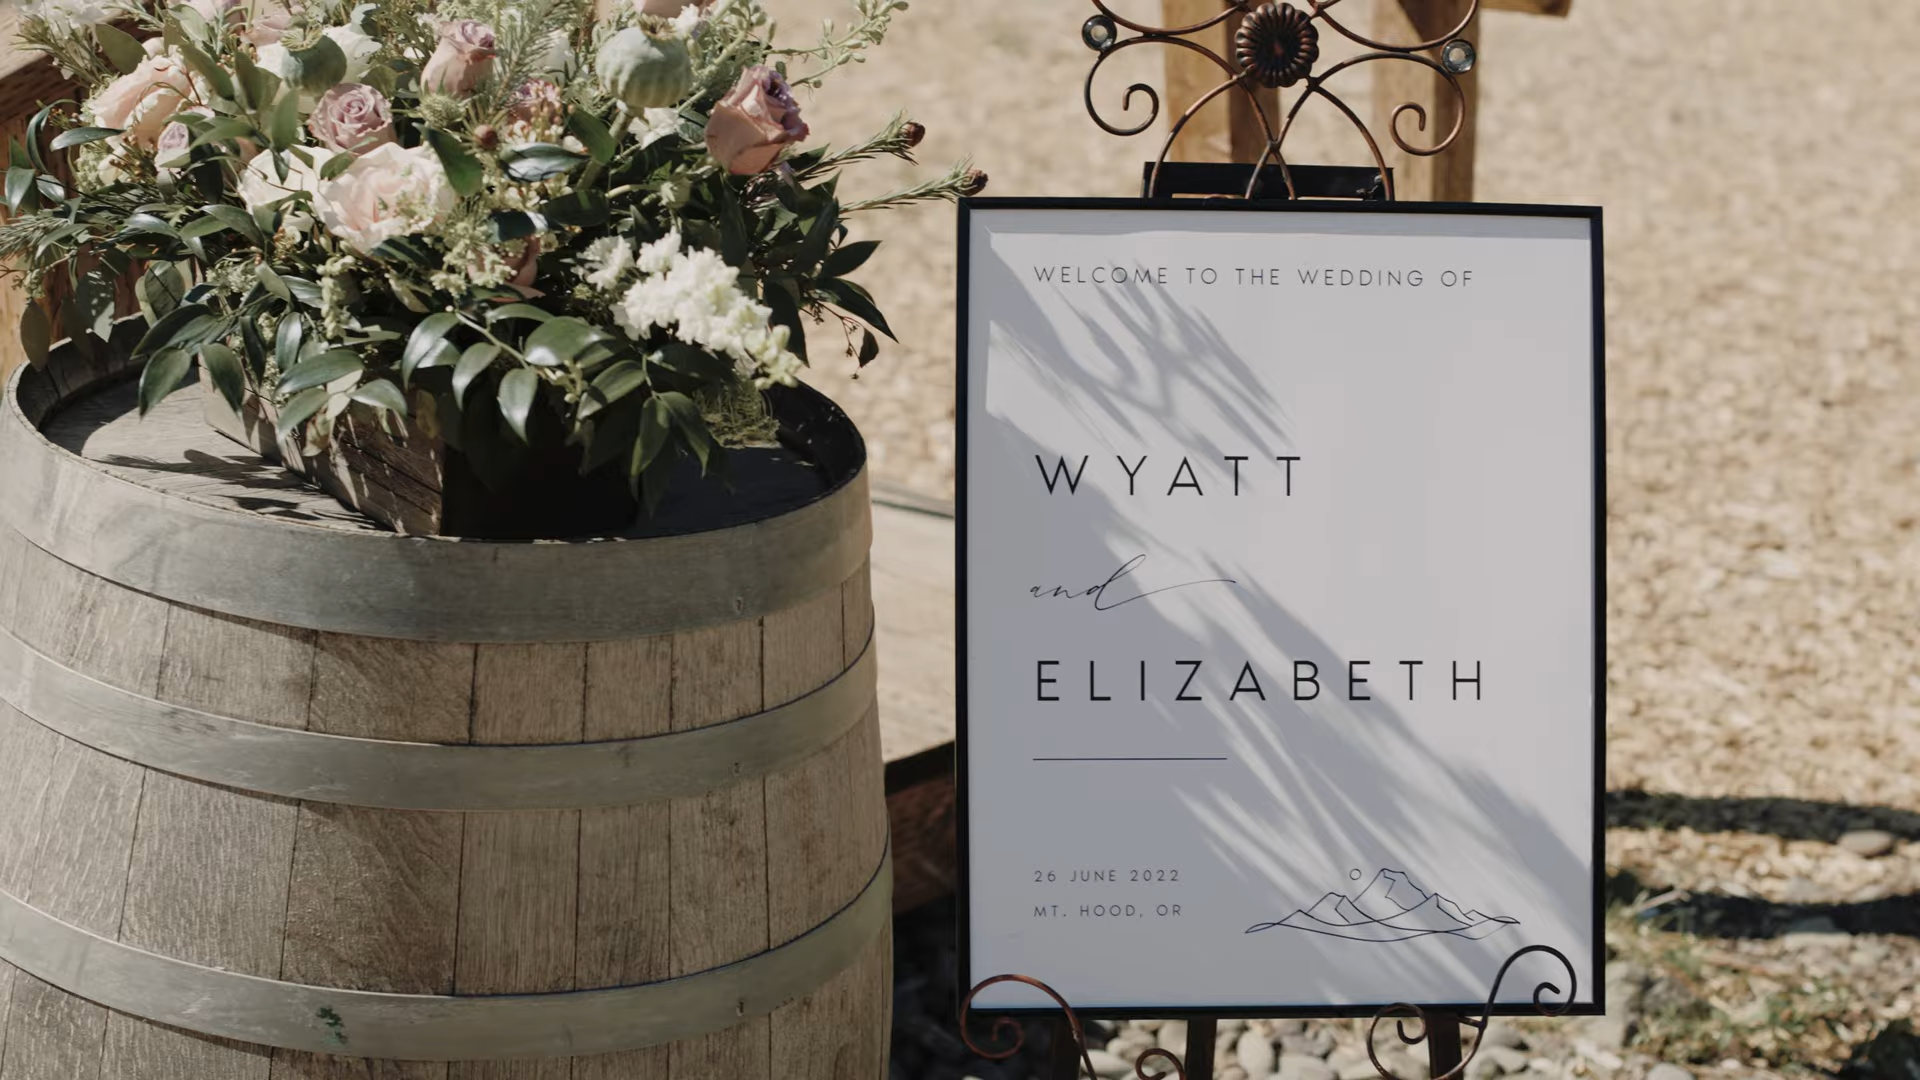 WELCOME TO THE WEDDING OF
WYATT
and
ELIZABETH
26 JUNE 2022
MT. HOOD, OR